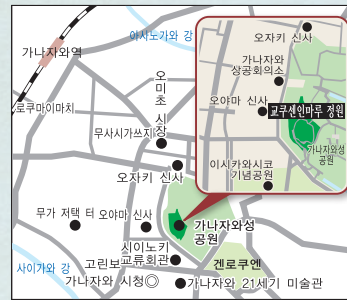 가나자와역
아사노가와 강
로쿠마이마치
오미초 시장
무사시가쓰지
오자키 신사
무가 저택 터
오야마 신사
가나자와성
공원
시이노키
교류회관
고린보
겐로쿠엔
사이가와 강
가나자와 시청◎
가나자와 21세기 미술관
오자키 신사
가나자와
상공회의소
오야마 신사
교쿠센인마루 정원
가나자와성
공원
이시카와시코
기념공원